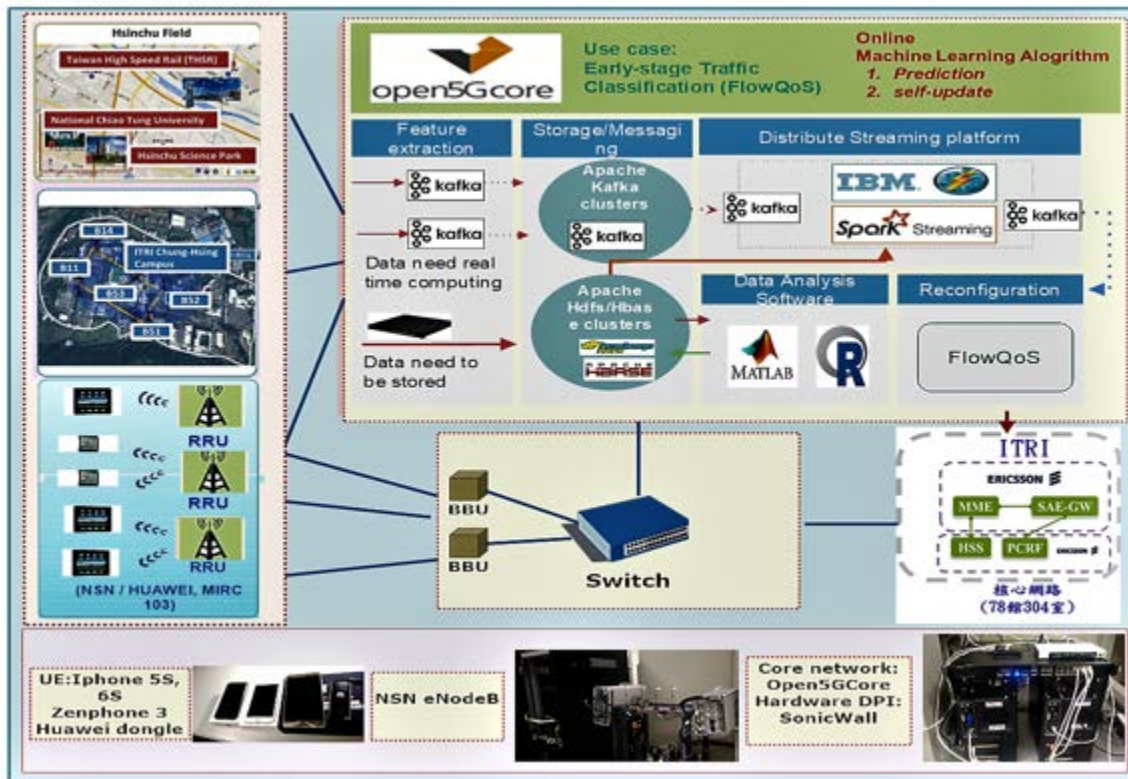 Hsinchu Field
Taiwan High Speed Rail (THSR)
National Chiao Tung University
Hsinchu Science Park
B14
ITRI Chung-Hsing
Campus
B11
B53
B52
B51
RRU
RRU
RRU
(NSN / HUAWEI, MIRC
103)
open5Gcore
Use case:
Early-stage Traffic
Classification (FlowQoS)
Online
Machine Learning Alogrithm
1. Prediction
2. self-update
Feature
extraction
kafka
kafka
Data need real
time computing
Data need to
be stored
Storage/Messagi
ng
Apache
Kafka
clusters
kafka
Apache
Hdfs/Hbas
e clusters
HBASE
Distribute Streaming platform
kafka
IBM
Spark Streaming
kafka
Data Analysis
Software
MATLAB
R
Reconfiguration
FlowQoS
BBU
BBU
Switch
ITRI
ERICSSON
MME
SAE-GW
HSS
PCRF
ERICSSON
核心網路
(78館304室)
UE:Iphone 5S,
6S
Zenphone 3
Huawei dongle
NSN eNodeB
Core network:
Open5GCore
Hardware DPI:
SonicWall